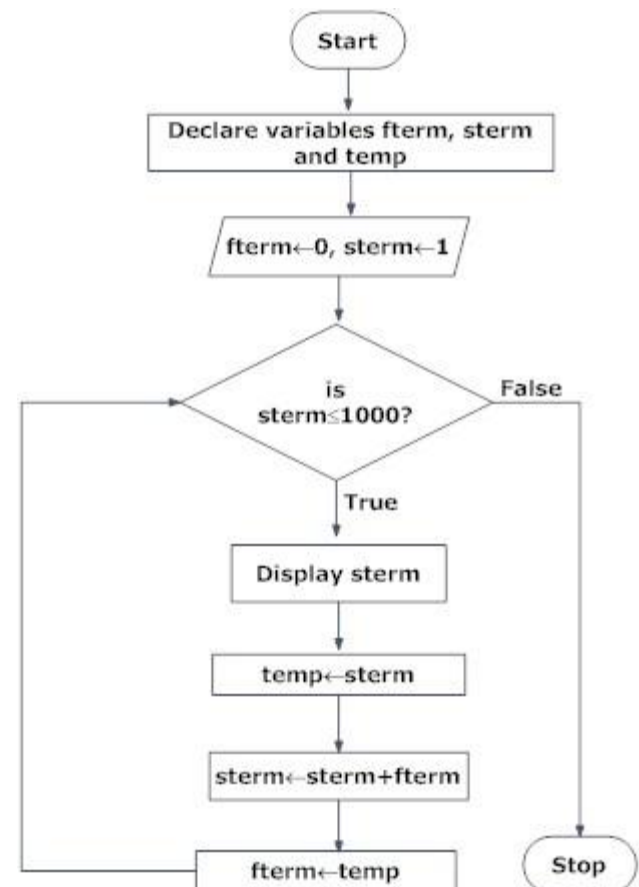 Start
Declare variables fterm, sterm
and temp
fterm←0, sterm←1
is
sterm≤1000?
False
True
Display sterm
temp←sterm
sterm←sterm+fterm
fterm←temp
Stop